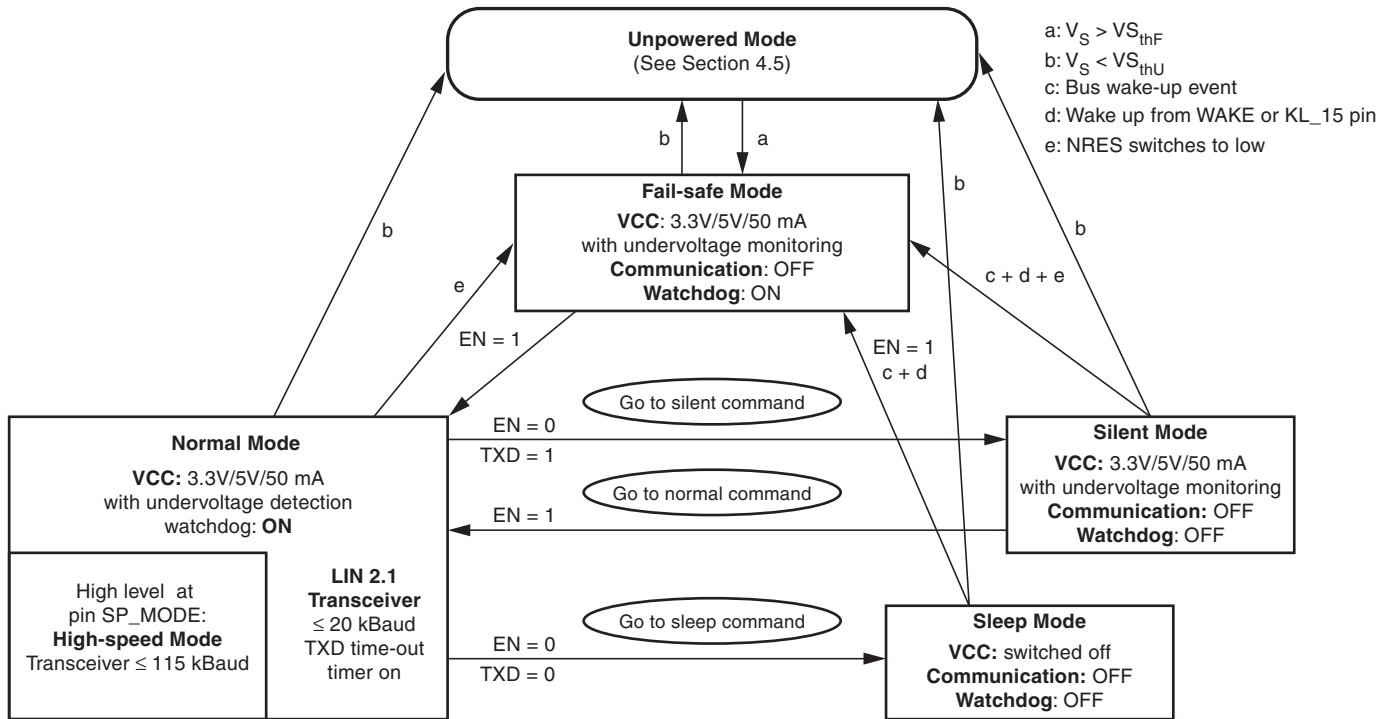 Unpowered Mode
(See Section 4.5)
a: V_S > VS_thF
b: V_S < VS_thU
c: Bus wake-up event
d: Wake up from WAKE or KL_15 pin
e: NRES switches to low
b
a
b
b
b
Fail-safe Mode
VCC: 3.3V/5V/50 mA
with undervoltage monitoring
Communication: OFF
Watchdog: ON
e
c + d + e
EN = 1
EN = 1
c + d
Go to silent command
EN = 0
TXD = 1
Go to normal command
EN = 1
Go to sleep command
EN = 0
TXD = 0
Normal Mode
VCC: 3.3V/5V/50 mA
with undervoltage detection
watchdog: ON
High level at
pin SP_MODE:
High-speed Mode
Transceiver ≤ 115 kBaud
LIN 2.1
Transceiver
≤ 20 kBaud
TXD time-out
timer on
Silent Mode
VCC: 3.3V/5V/50 mA
with undervoltage monitoring
Communication: OFF
Watchdog: OFF
Sleep Mode
VCC: switched off
Communication: OFF
Watchdog: OFF